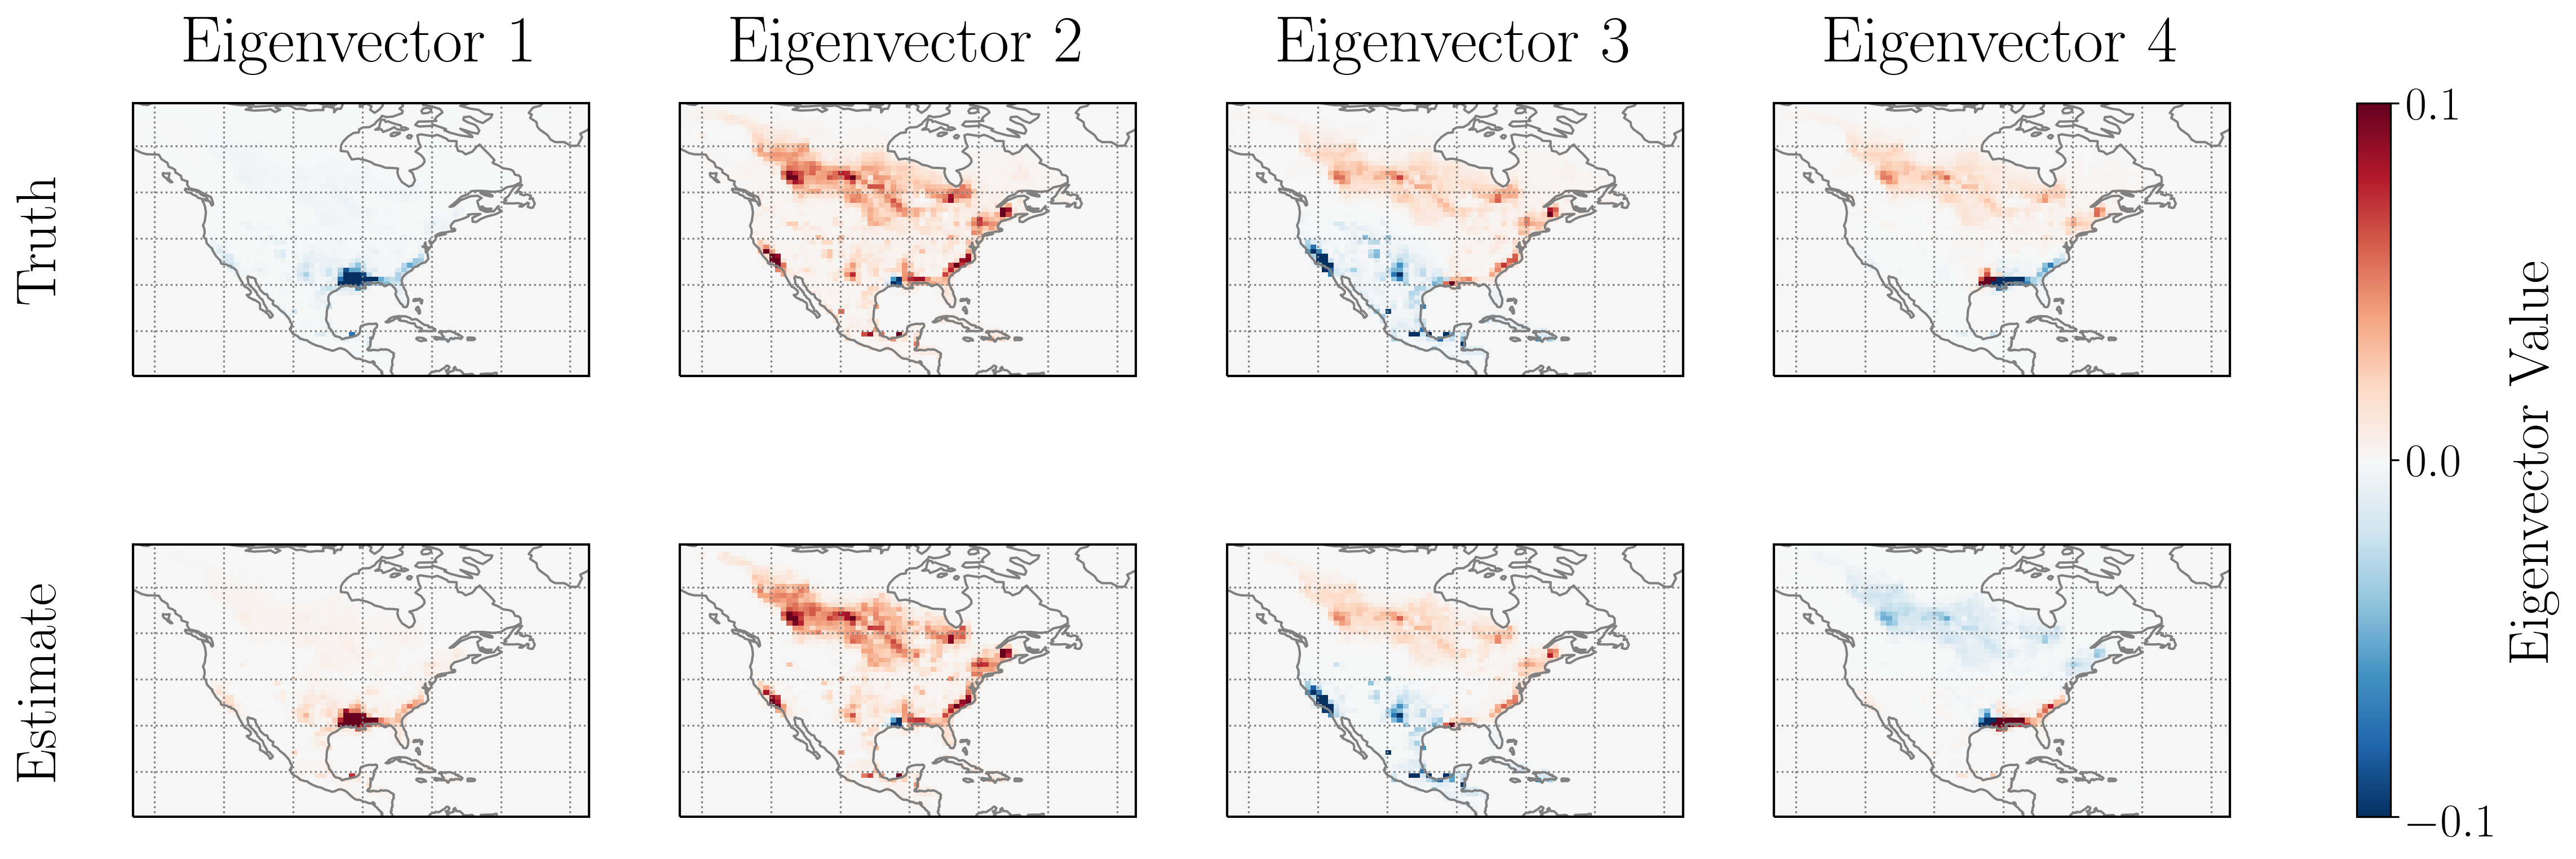 Eigenvector 1
Eigenvector 2
Eigenvector 3
Eigenvector 4
Truth
Estimate
0.1
0.0
−0.1
Eigenvector Value